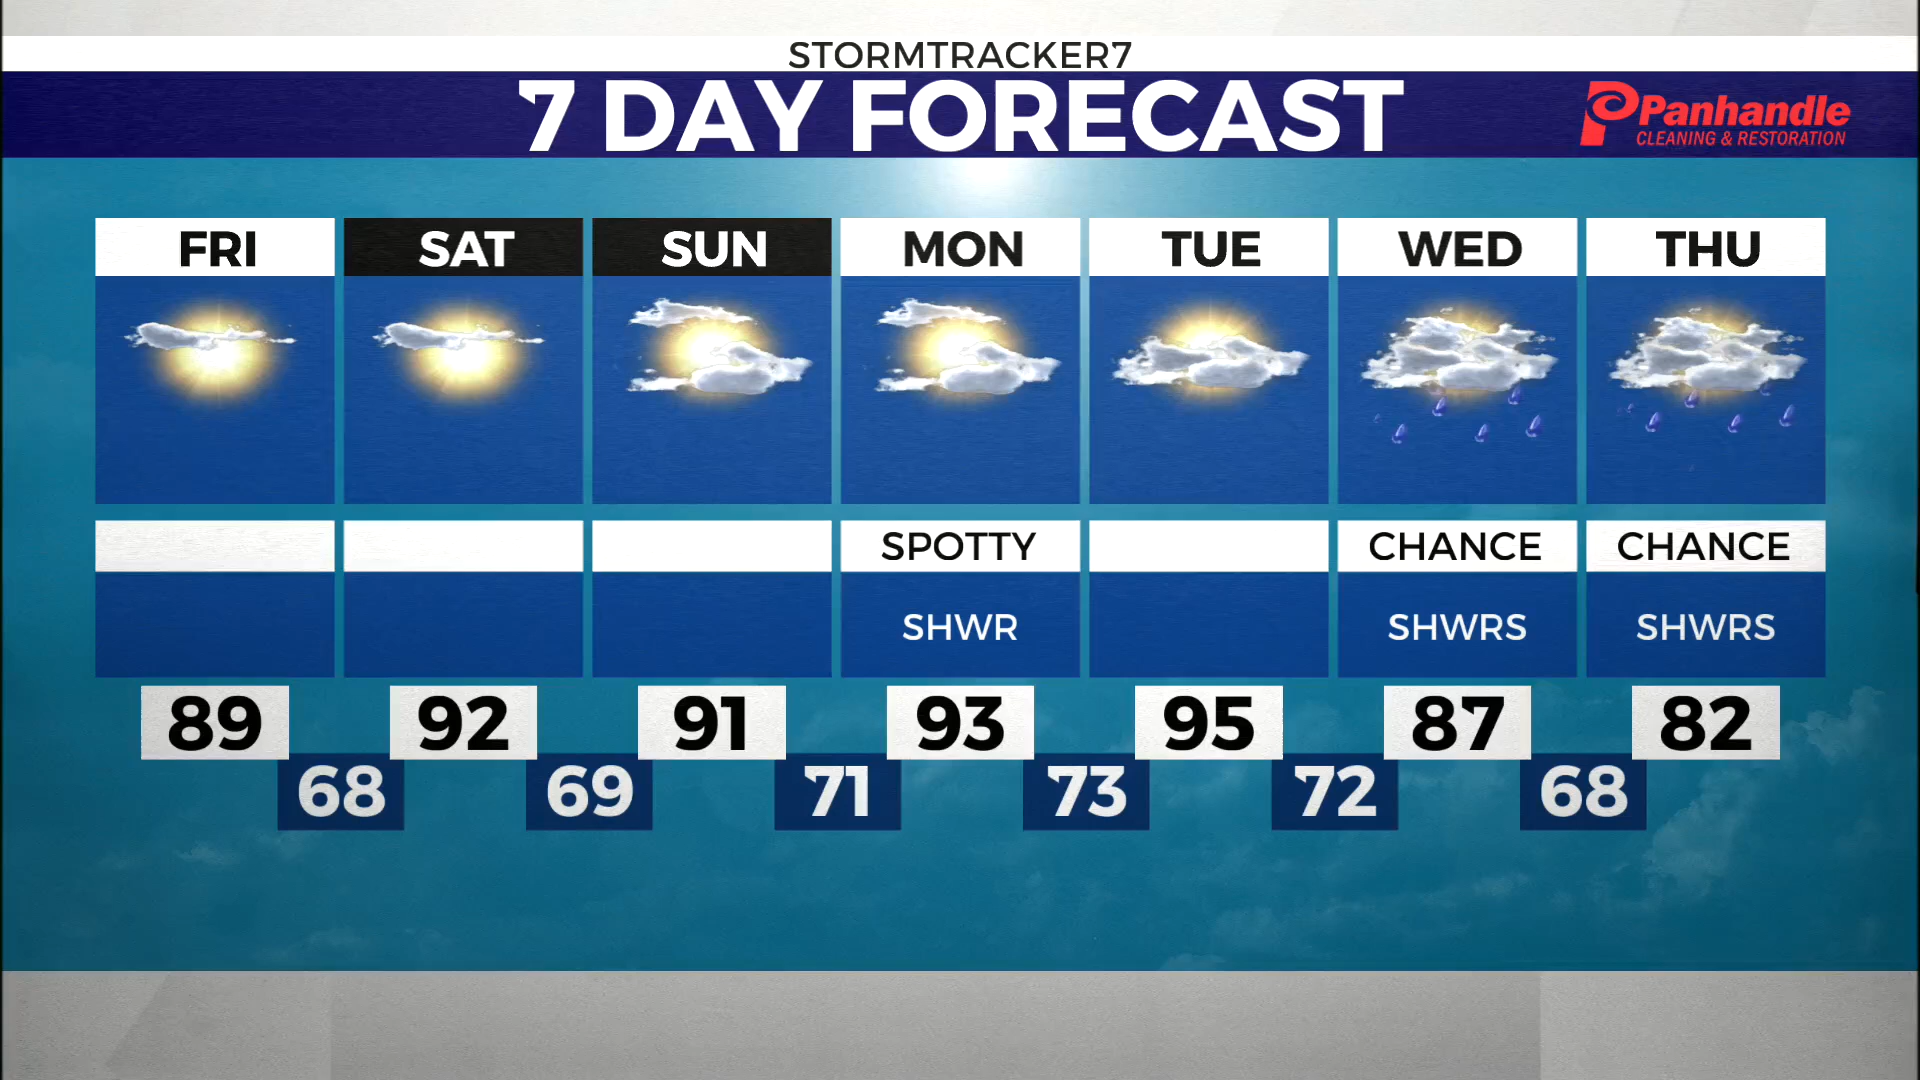 STORMTRACKER7
7 DAY FORECAST
Panhandle
CLEANING & RESTORATION
FRI SAT SUN MON TUE WED THU
SPOTTY CHANCE CHANCE
SHWR SHWRS SHWRS
89 92 91 93 95 87 82
68 69 71 73 72 68